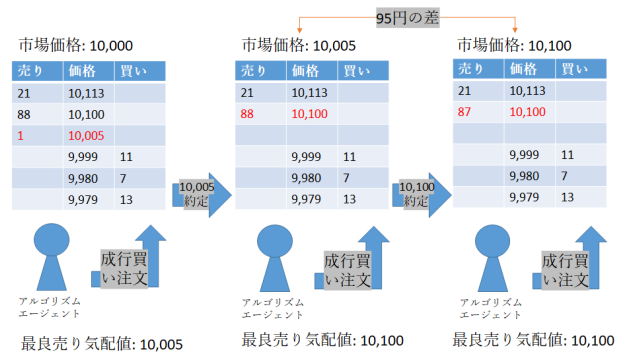 95円の差
市場価格: 10,000
売り 価格 買い
21 10,113
88 10,100
1 10,005
9,999 11
9,980 7
9,979 13
10,005
約定
成行買
い注文
アルゴリズム
エージェント
最良売り気配値: 10,005
市場価格: 10,005
売り 価格 買い
21 10,113
88 10,100
9,999 11
9,980 7
9,979 13
10,100
約定
成行買
い注文
アルゴリズム
エージェント
最良売り気配値: 10,100
市場価格: 10,100
売り 価格 買い
21 10,113
87 10,100
9,999 11
9,980 7
9,979 13
成行買
い注文
アルゴリズム
エージェント
最良売り気配値: 10,100